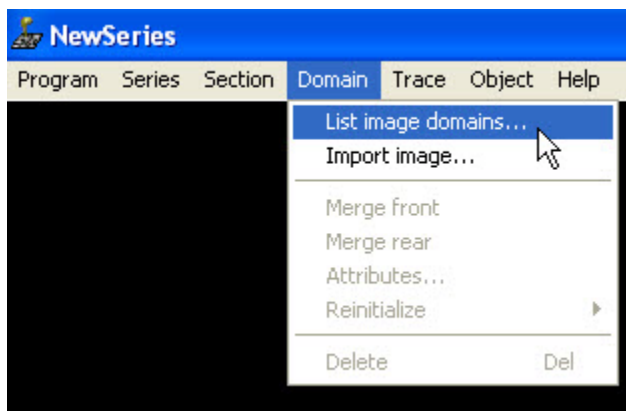 NewSeries
Program Series Section Domain Trace Object Help
List image domains...
Import image...
Merge front
Merge rear
Attributes...
Reinitialize
Delete Del